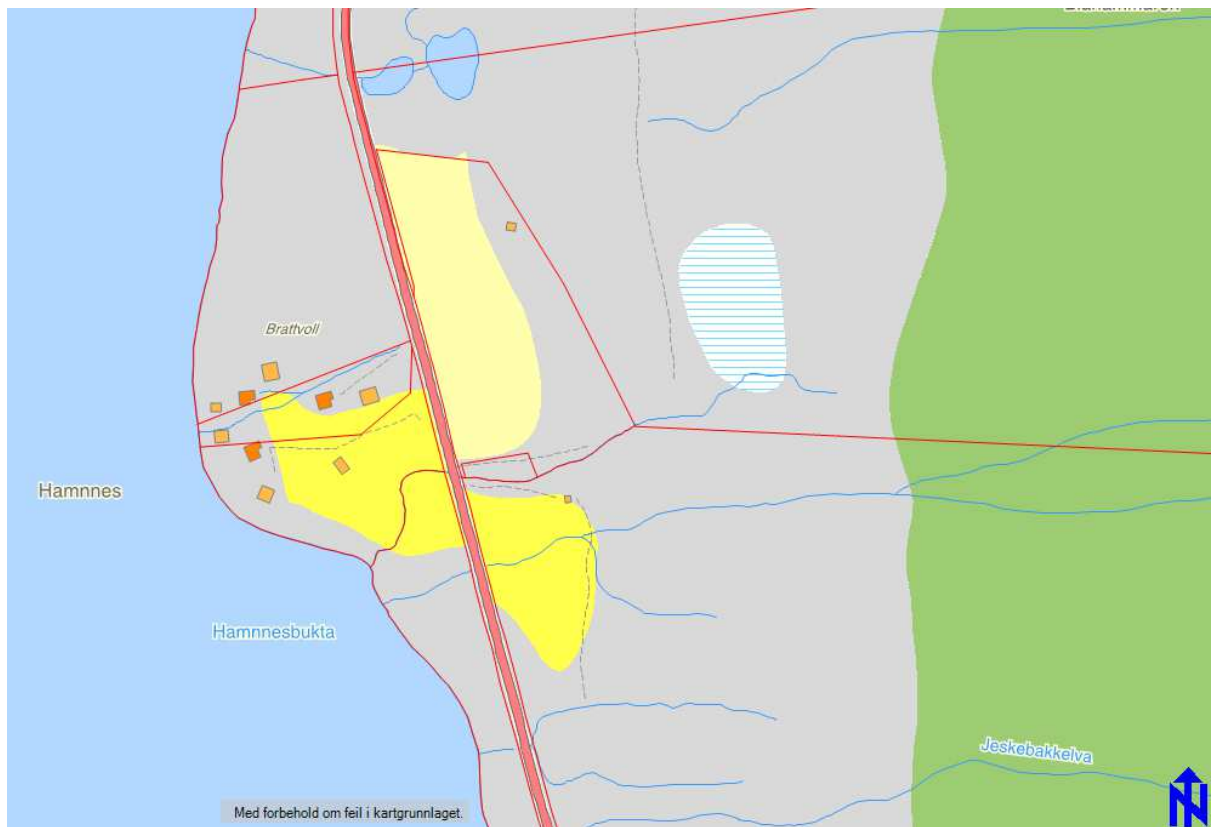 Brattvoll
Hamnnes
Hamnnesbukta
Jeskebakkelva
Med forbehold om feil i kartgrunnlaget.
N